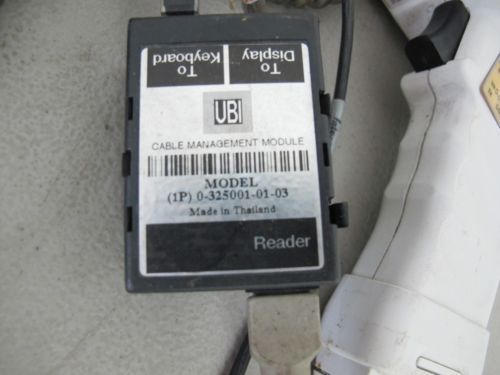 To
Keyboard
To
Display
UBI
CABLE MANAGEMENT MODULE
MODEL
(1P) 0-325001-01-03
Made in Thailand
Reader